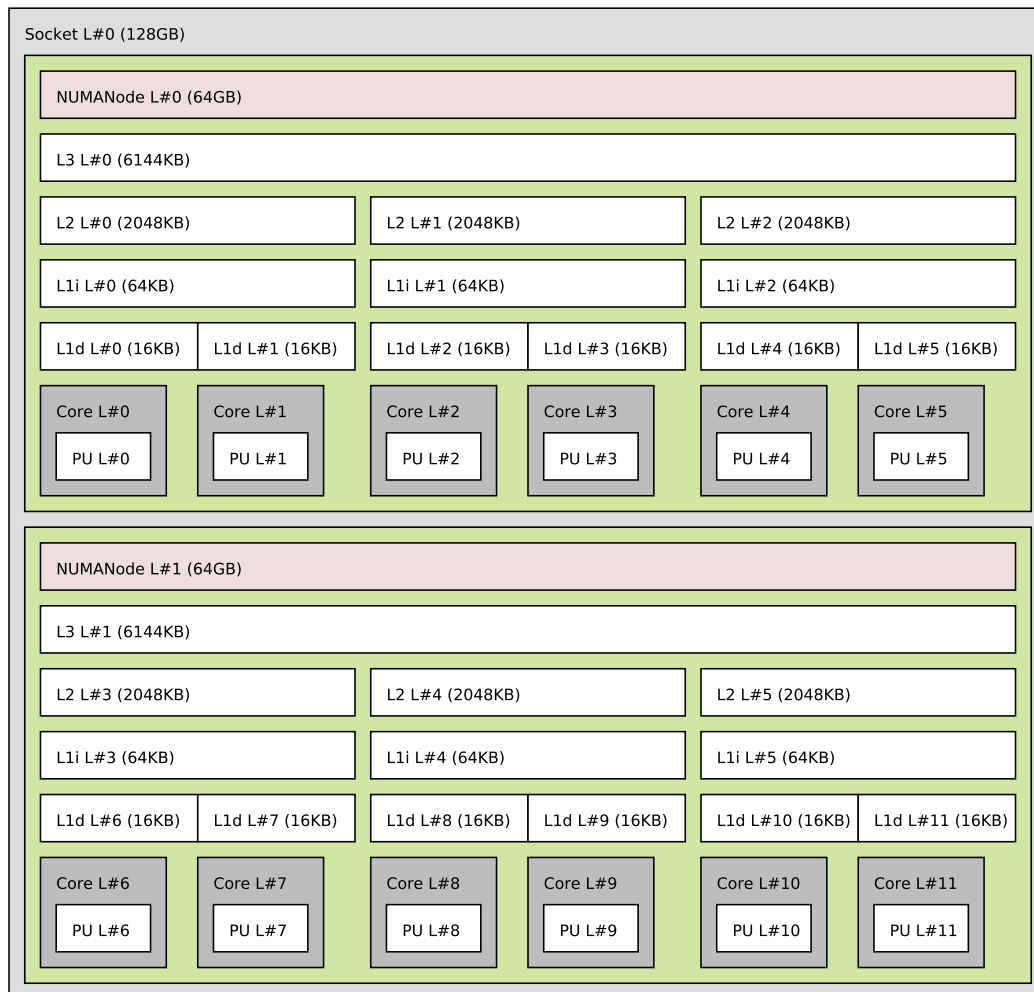 Socket L#0 (128GB)
NUMANode L#0 (64GB)
L3 L#0 (6144KB)
L2 L#0 (2048KB) L2 L#1 (2048KB) L2 L#2 (2048KB)
L1i L#0 (64KB) L1i L#1 (64KB) L1i L#2 (64KB)
L1d L#0 (16KB) L1d L#1 (16KB) L1d L#2 (16KB) L1d L#3 (16KB) L1d L#4 (16KB) L1d L#5 (16KB)
Core L#0 Core L#1 Core L#2 Core L#3 Core L#4 Core L#5
PU L#0 PU L#1 PU L#2 PU L#3 PU L#4 PU L#5
NUMANode L#1 (64GB)
L3 L#1 (6144KB)
L2 L#3 (2048KB) L2 L#4 (2048KB) L2 L#5 (2048KB)
L1i L#3 (64KB) L1i L#4 (64KB) L1i L#5 (64KB)
L1d L#6 (16KB) L1d L#7 (16KB) L1d L#8 (16KB) L1d L#9 (16KB) L1d L#10 (16KB) L1d L#11 (16KB)
Core L#6 Core L#7 Core L#8 Core L#9 Core L#10 Core L#11
PU L#6 PU L#7 PU L#8 PU L#9 PU L#10 PU L#11